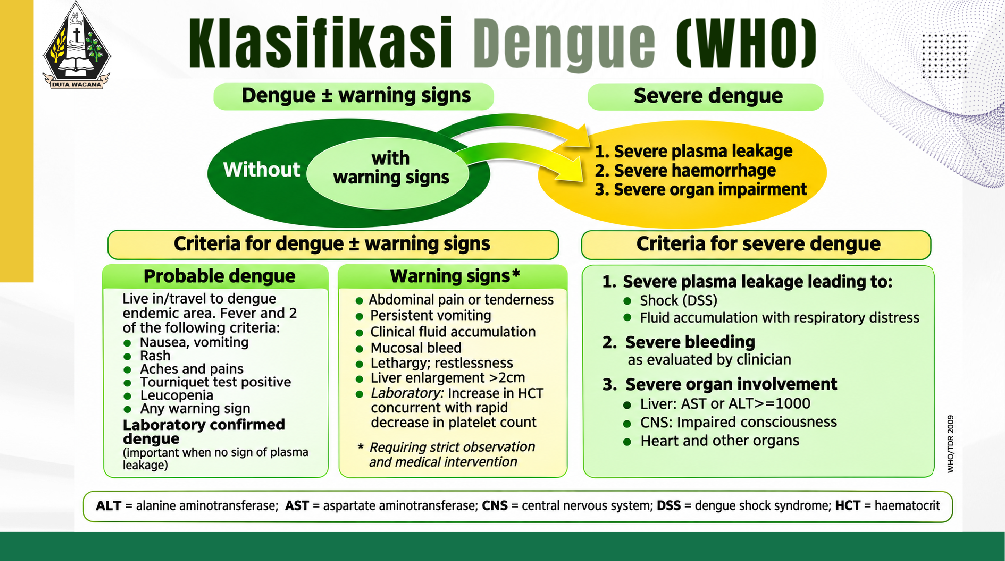 Klasifikasi Dengue (WHO)
DUTA WACANA
Dengue ± warning signs
Severe dengue
Without
with
warning signs
1. Severe plasma leakage
2. Severe haemorrhage
3. Severe organ impairment
Criteria for dengue ± warning signs
Criteria for severe dengue
Probable dengue
Live in/travel to dengue
endemic area. Fever and 2
of the following criteria:
● Nausea, vomiting
● Rash
● Aches and pains
● Tourniquet test positive
● Leucopenia
● Any warning sign
Laboratory confirmed
dengue
(important when no sign of plasma
leakage)
Warning signs*
● Abdominal pain or tenderness
● Persistent vomiting
● Clinical fluid accumulation
● Mucosal bleed
● Lethargy; restlessness
● Liver enlargement >2cm
● Laboratory: Increase in HCT
concurrent with rapid
decrease in platelet count
* Requiring strict observation
and medical intervention
1. Severe plasma leakage leading to:
● Shock (DSS)
● Fluid accumulation with respiratory distress
2. Severe bleeding
as evaluated by clinician
3. Severe organ involvement
● Liver: AST or ALT>=1000
● CNS: Impaired consciousness
● Heart and other organs
WHO/TDR 2009
ALT = alanine aminotransferase; AST = aspartate aminotransferase; CNS = central nervous system; DSS = dengue shock syndrome; HCT = haematocrit